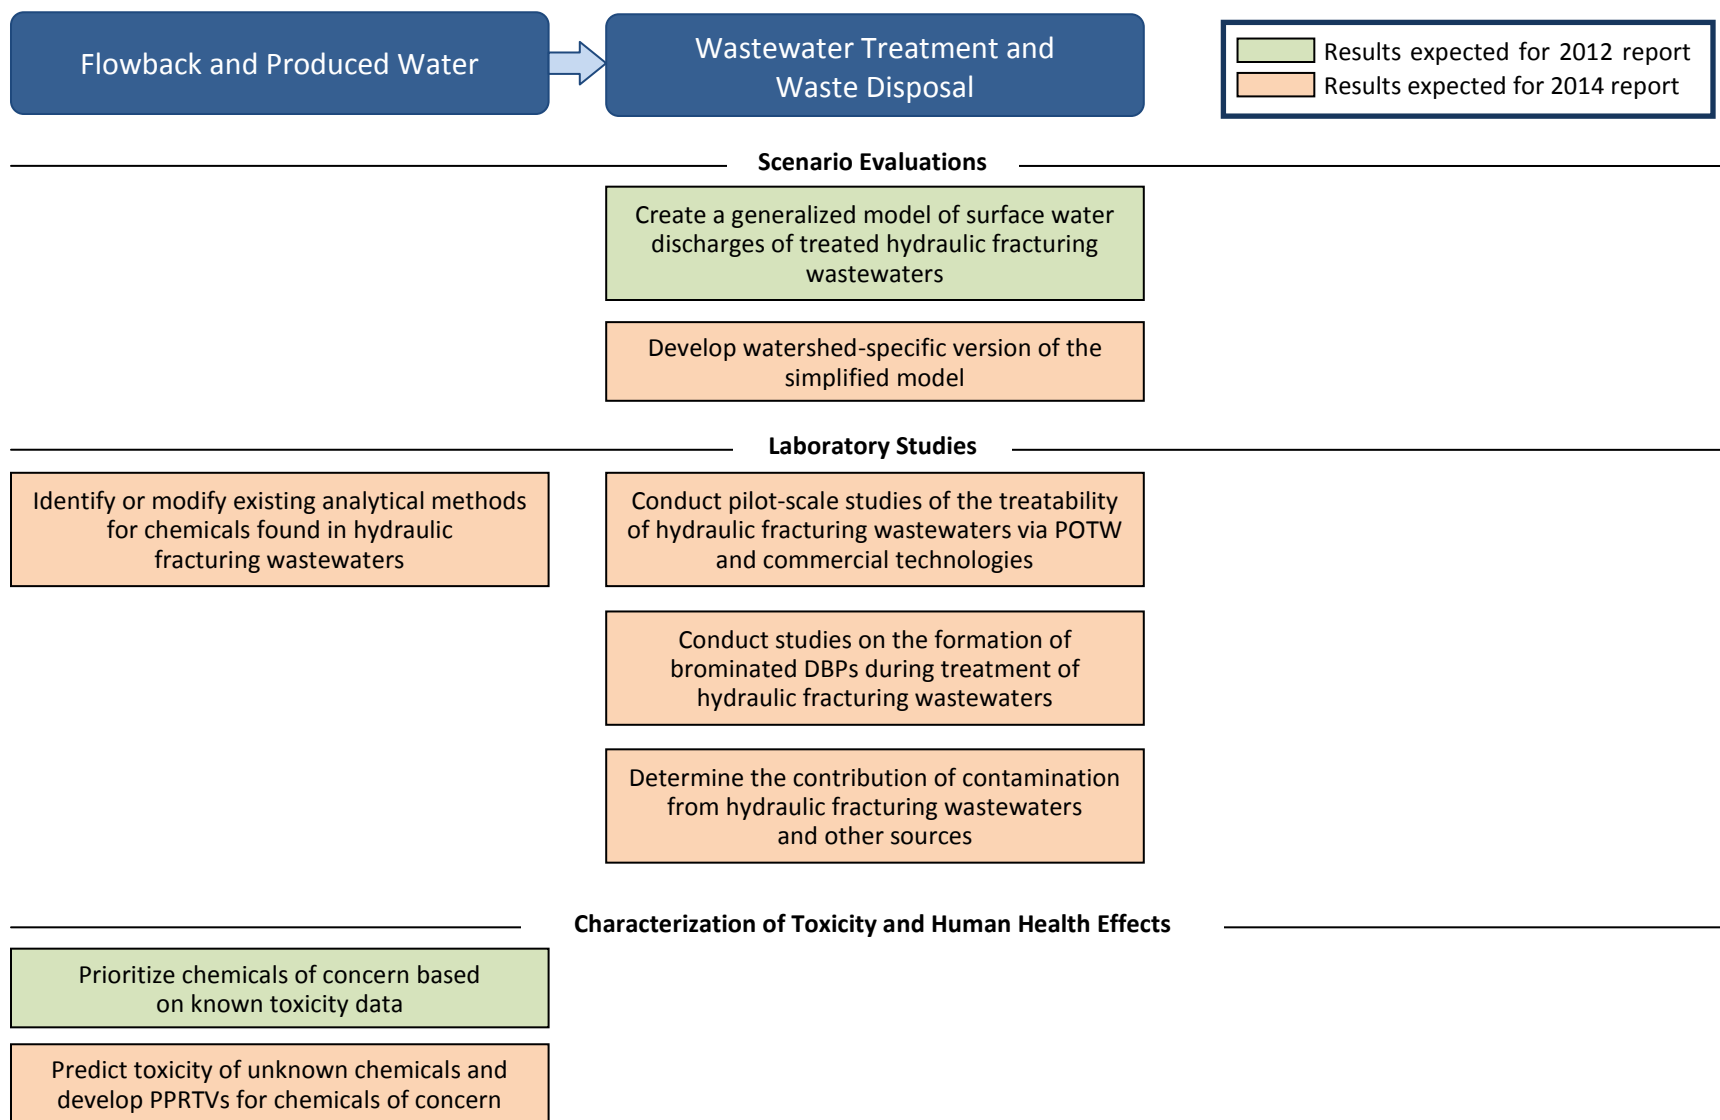 Flowback and Produced Water
Wastewater Treatment and
Waste Disposal
Results expected for 2012 report
Results expected for 2014 report
Scenario Evaluations
Create a generalized model of surface water
discharges of treated hydraulic fracturing
wastewaters
Develop watershed-specific version of the
simplified model
Laboratory Studies
Identify or modify existing analytical methods
for chemicals found in hydraulic
fracturing wastewaters
Conduct pilot-scale studies of the treatability
of hydraulic fracturing wastewaters via POTW
and commercial technologies
Conduct studies on the formation of
brominated DBPs during treatment of
hydraulic fracturing wastewaters
Determine the contribution of contamination
from hydraulic fracturing wastewaters
and other sources
Characterization of Toxicity and Human Health Effects
Prioritize chemicals of concern based
on known toxicity data
Predict toxicity of unknown chemicals and
develop PPRTVs for chemicals of concern